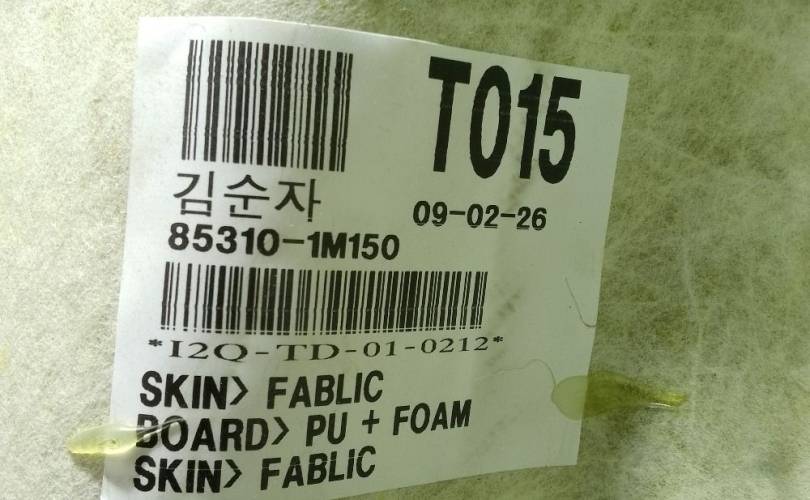 T015
김순자
09-02-26
85310-1M150
*I2Q-TD-01-0212*
SKIN> FABLIC
BOARD> PU + FOAM
SKIN> FABLIC